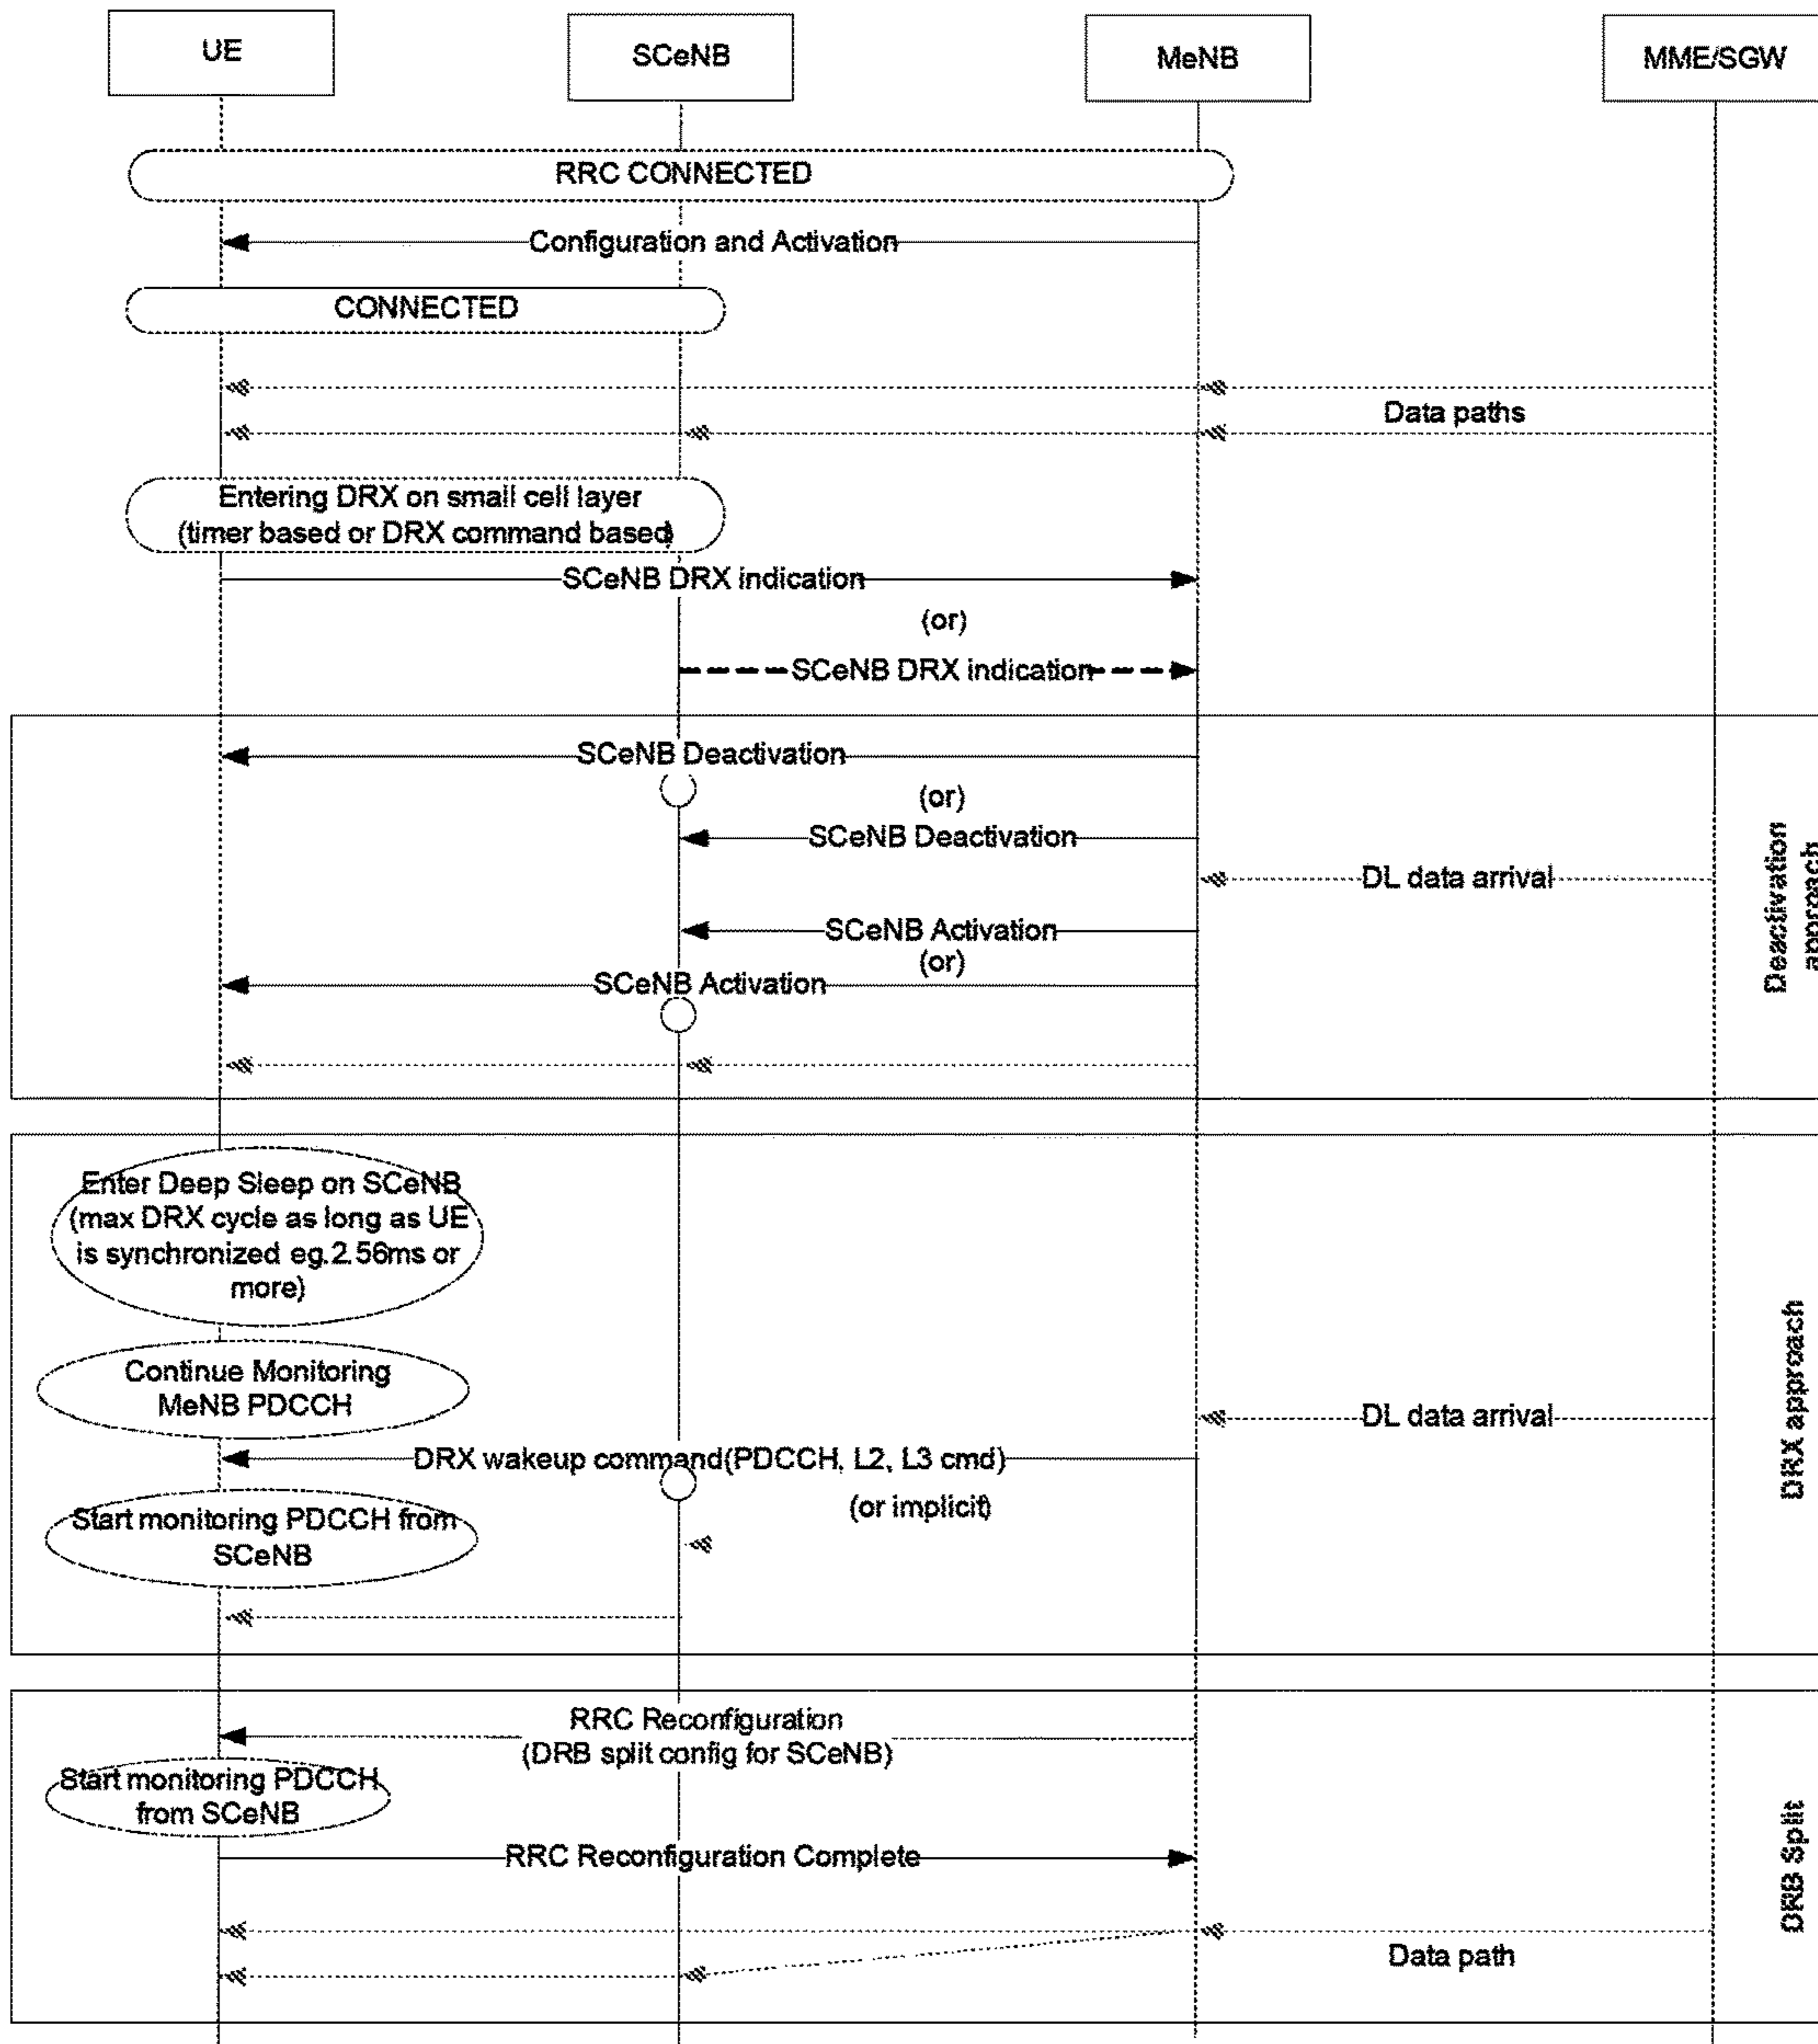 UE
SCeNB
MeNB
MME/SGW
RRC CONNECTED
Configuration and Activation
CONNECTED
Data paths
Entering DRX on small cell layer
(timer based or DRX command based)
SCeNB DRX indication
(or)
SCeNB DRX indication
SCeNB Deactivation
(or)
SCeNB Deactivation
DL data arrival
SCeNB Activation
(or)
SCeNB Activation
Deactivation
approach
Enter Deep Sleep on SCeNB
(max DRX cycle as long as UE
is synchronized eg.2.56ms or
more)
Continue Monitoring
MeNB PDCCH
DL data arrival
DRX wakeup command(PDCCH, L2, L3 cmd)
(or implicit)
Start monitoring PDCCH from
SCeNB
DRX approach
RRC Reconfiguration
(DRB split config for SCeNB)
Start monitoring PDCCH
from SCeNB
RRC Reconfiguration Complete
Data path
DRB Split